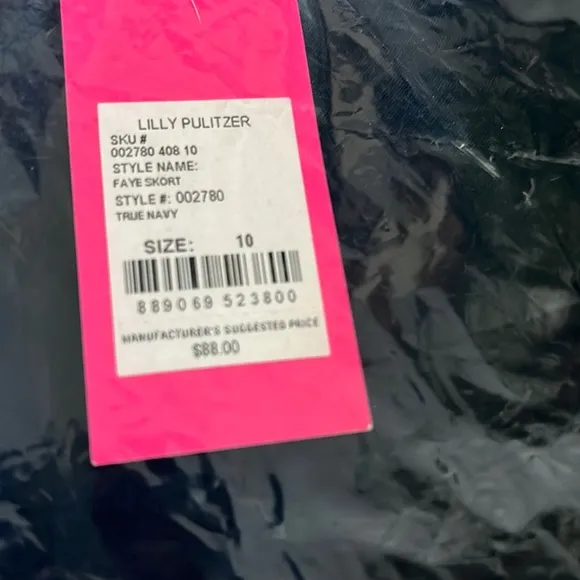 LILLY PULITZER
SKU #
002780 408 10
STYLE NAME:
FAYE SKORT
STYLE #: 002780
TRUE NAVY
SIZE: 10
889069 523800
MANUFACTURER'S SUGGESTED PRICE
$88.00